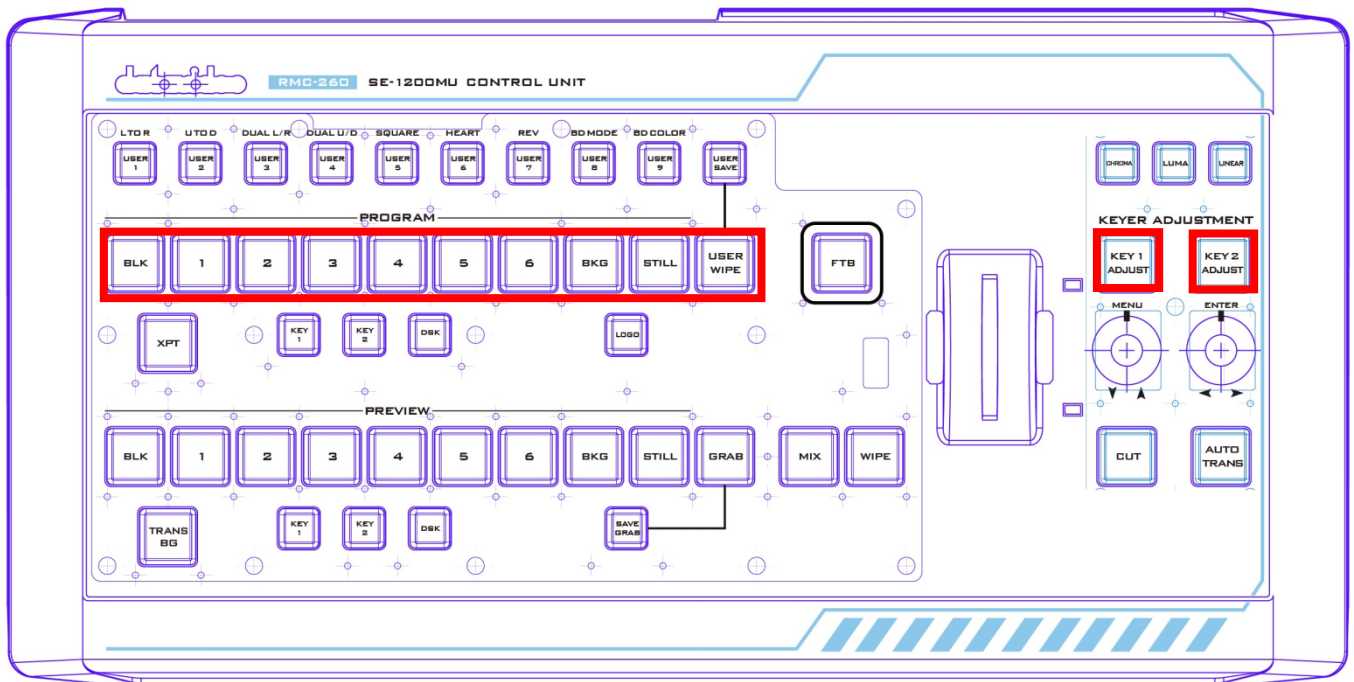 RMC-260 SE-1200MU CONTROL UNIT
L TO R U TO D DUAL L/R DUAL U/D SQUARE HEART REV BD MODE BD COLOR
USER 1 USER 2 USER 3 USER 4 USER 5 USER 6 USER 7 USER 8 USER 9 USER SAVE
CHROMA LUMA LINEAR
PROGRAM
KEYER ADJUSTMENT
BLK 1 2 3 4 5 6 BKG STILL USER WIPE FTB
KEY 1 ADJUST KEY 2 ADJUST
MENU ENTER
XPT KEY 1 KEY 2 DSK LOGO
PREVIEW
BLK 1 2 3 4 5 6 BKG STILL GRAB MIX WIPE
CUT AUTO TRANS
TRANS BG KEY 1 KEY 2 DSK SAVE GRAB